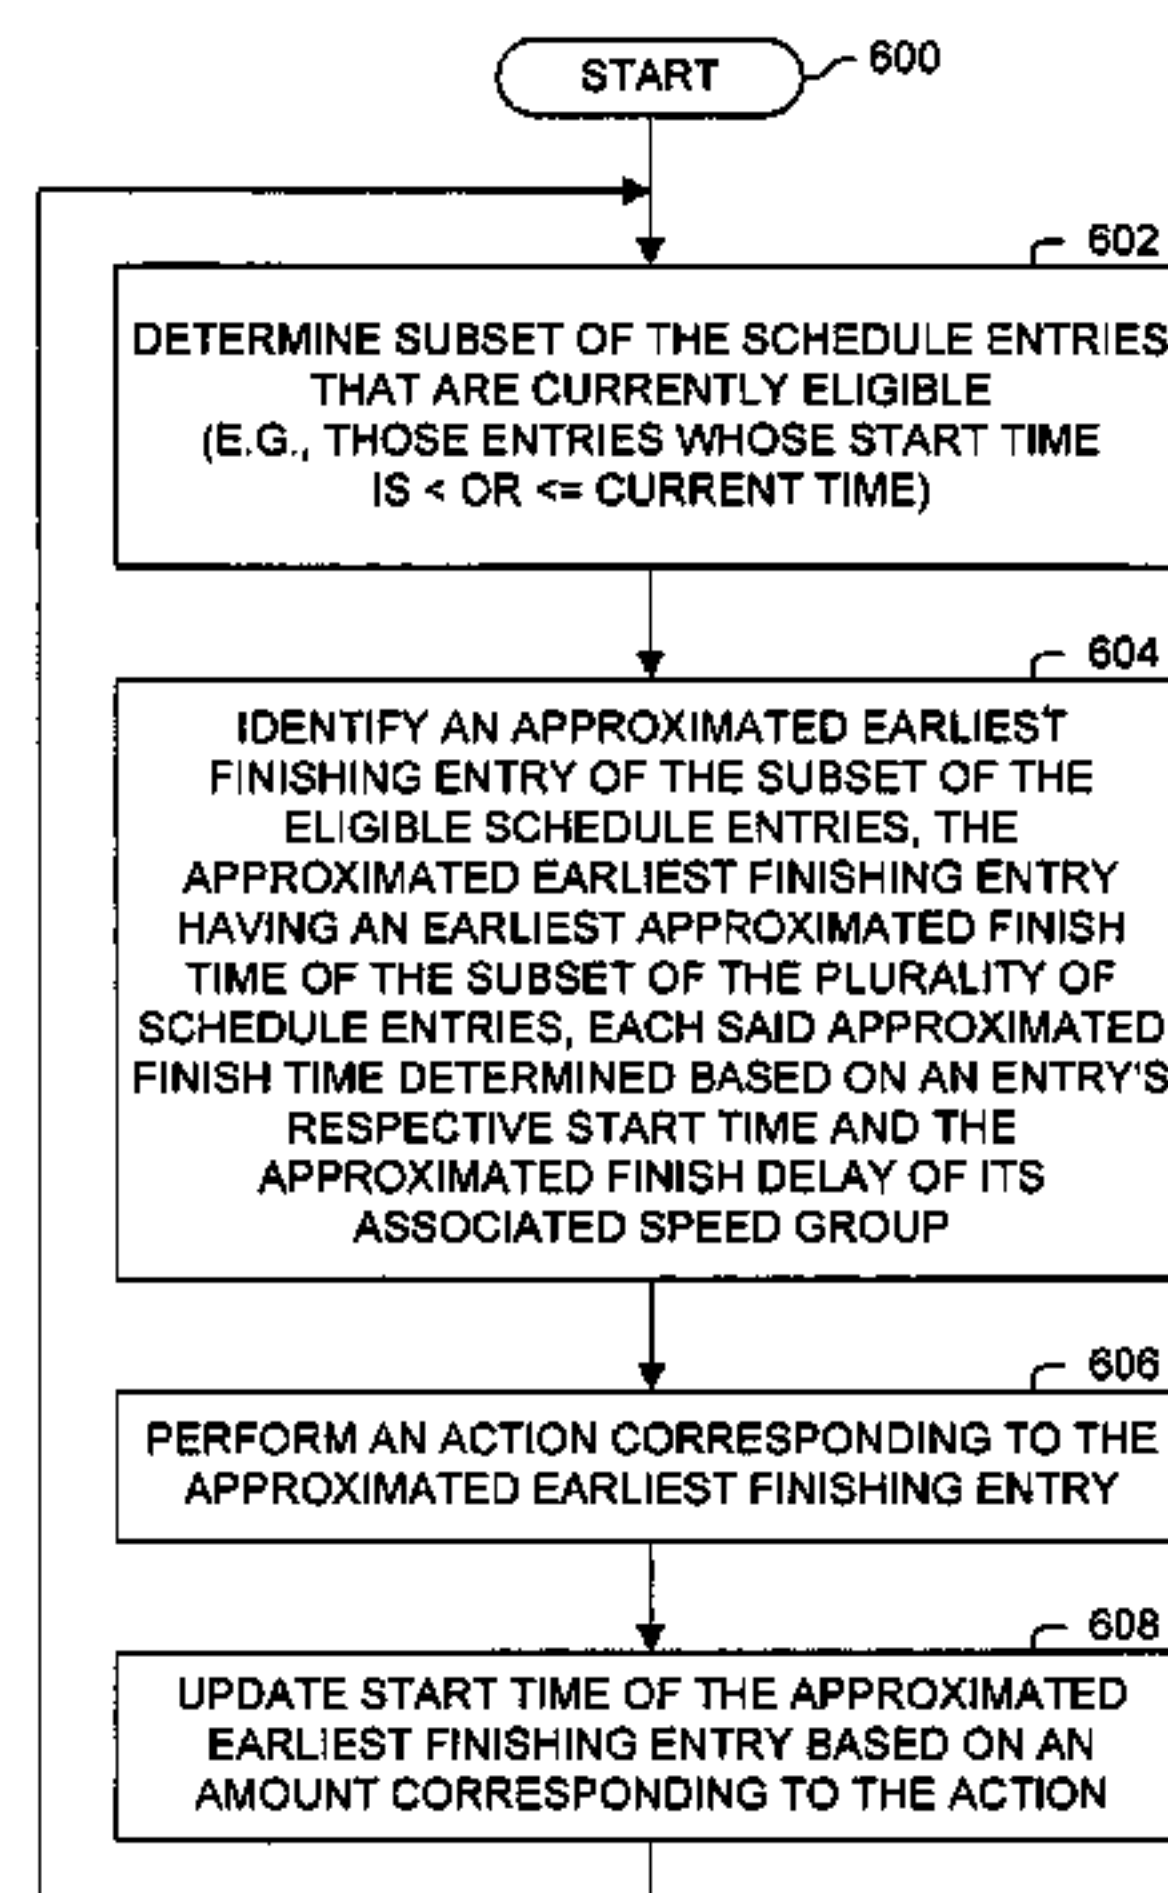 START
600
602
DETERMINE SUBSET OF THE SCHEDULE ENTRIES
THAT ARE CURRENTLY ELIGIBLE
(E.G., THOSE ENTRIES WHOSE START TIME
IS < OR <= CURRENT TIME)
604
IDENTIFY AN APPROXIMATED EARLIEST
FINISHING ENTRY OF THE SUBSET OF THE
ELIGIBLE SCHEDULE ENTRIES, THE
APPROXIMATED EARLIEST FINISHING ENTRY
HAVING AN EARLIEST APPROXIMATED FINISH
TIME OF THE SUBSET OF THE PLURALITY OF
SCHEDULE ENTRIES, EACH SAID APPROXIMATED
FINISH TIME DETERMINED BASED ON AN ENTRY'S
RESPECTIVE START TIME AND THE
APPROXIMATED FINISH DELAY OF ITS
ASSOCIATED SPEED GROUP
606
PERFORM AN ACTION CORRESPONDING TO THE
APPROXIMATED EARLIEST FINISHING ENTRY
608
UPDATE START TIME OF THE APPROXIMATED
EARLIEST FINISHING ENTRY BASED ON AN
AMOUNT CORRESPONDING TO THE ACTION